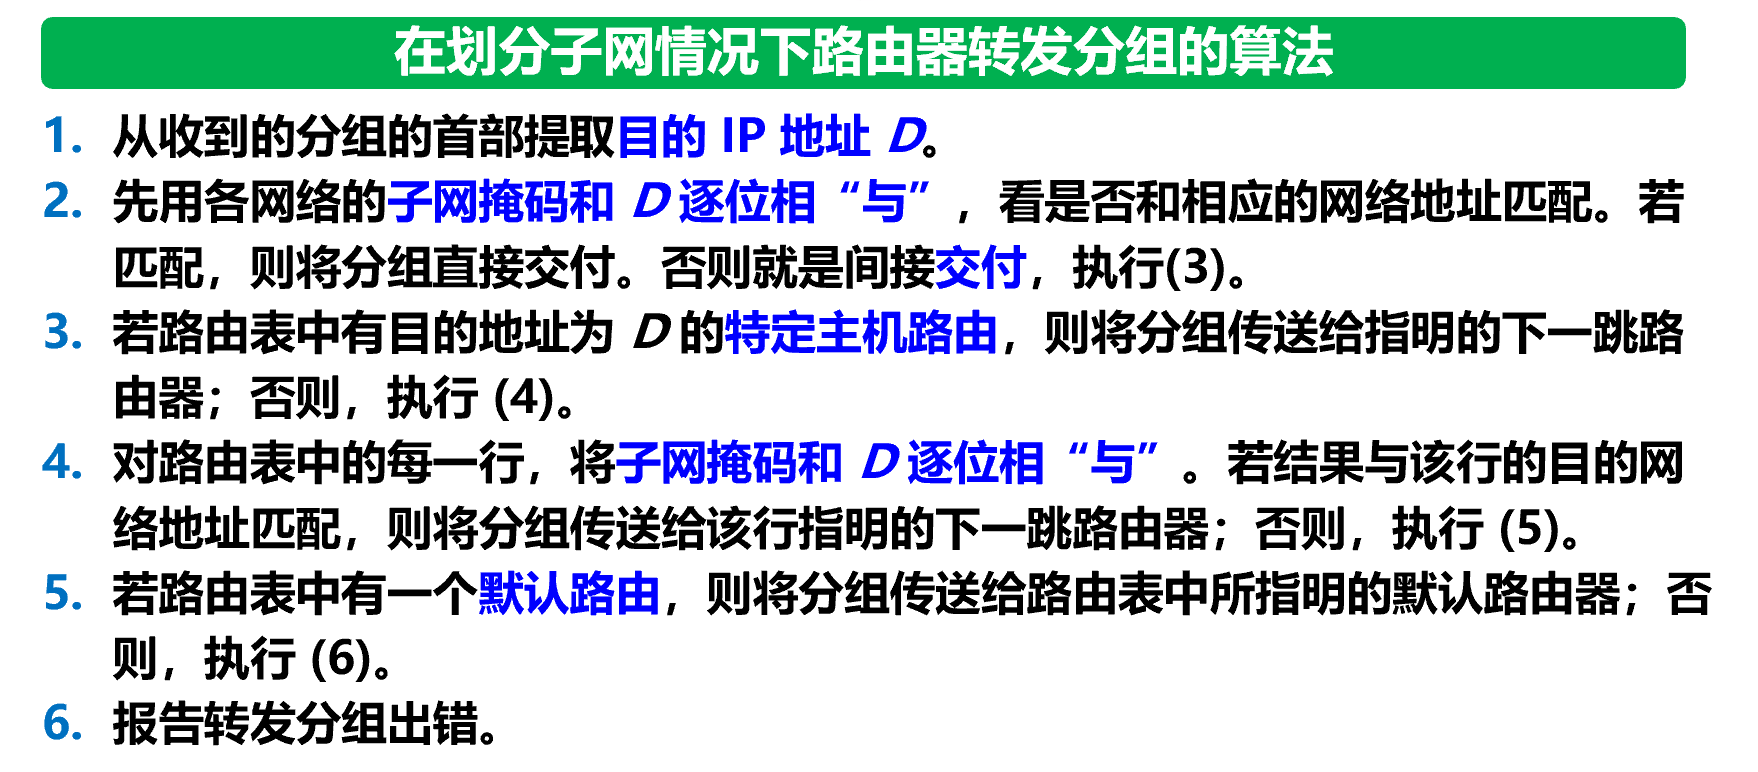 在划分子网情况下路由器转发分组的算法
1. 从收到的分组的首部提取目的 IP 地址 D。
2. 先用各网络的子网掩码和 D 逐位相“与”，看是否和相应的网络地址匹配。若
匹配，则将分组直接交付。否则就是间接交付，执行(3)。
3. 若路由表中有目的地址为 D 的特定主机路由，则将分组传送给指明的下一跳路
由器；否则，执行 (4)。
4. 对路由表中的每一行，将子网掩码和 D 逐位相“与”。若结果与该行的目的网
络地址匹配，则将分组传送给该行指明的下一跳路由器；否则，执行 (5)。
5. 若路由表中有一个默认路由，则将分组传送给路由表中所指明的默认路由器；否
则，执行 (6)。
6. 报告转发分组出错。